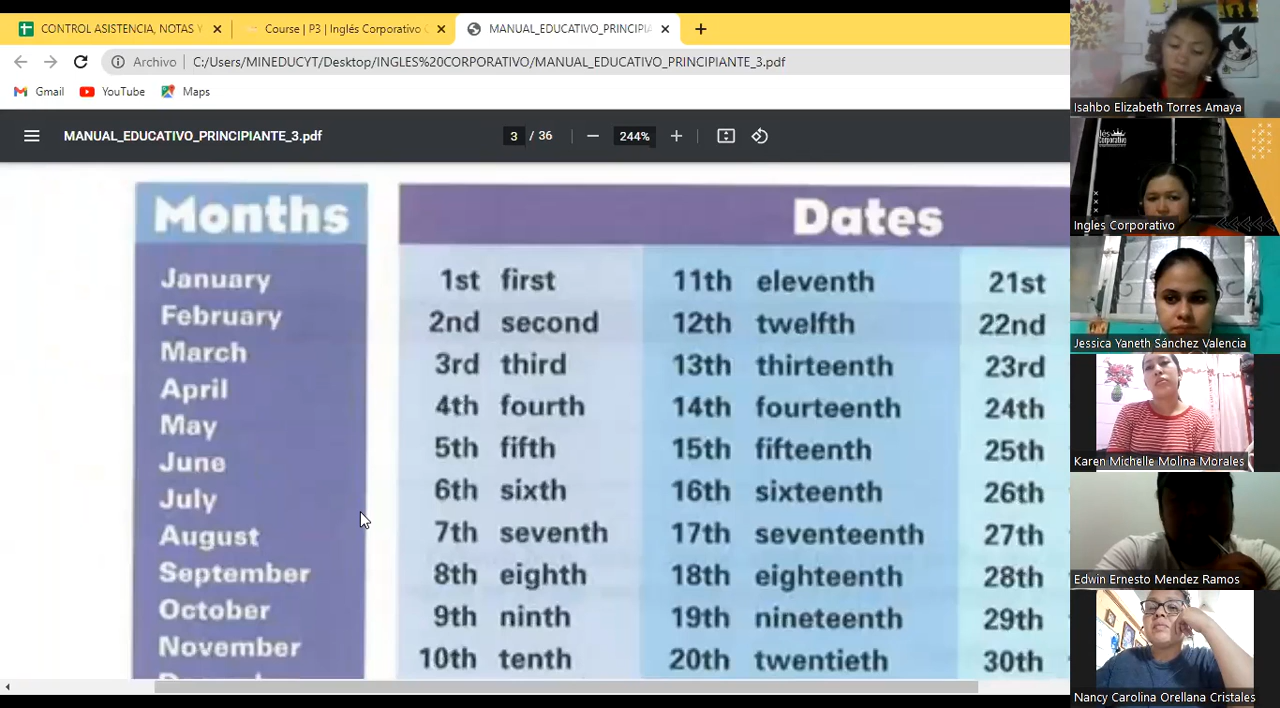 CONTROL ASISTENCIA, NOTAS Y
Course | P3 | Inglés Corporativo
MANUAL_EDUCATIVO_PRINCIPIA
Archivo
C:/Users/MINEDUCYT/Desktop/INGLES%20CORPORATIVO/MANUAL_EDUCATIVO_PRINCIPIANTE_3.pdf
Gmail
YouTube
Maps
MANUAL_EDUCATIVO_PRINCIPIANTE_3.pdf
3 / 36
244%
Months
January
February
March
April
May
June
July
August
September
October
November
Dates
1st first
2nd second
3rd third
4th fourth
5th fifth
6th sixth
7th seventh
8th eighth
9th ninth
10th tenth
11th eleventh
12th twelfth
13th thirteenth
14th fourteenth
15th fifteenth
16th sixteenth
17th seventeenth
18th eighteenth
19th nineteenth
20th twentieth
21st
22nd
23rd
24th
25th
26th
27th
28th
29th
30th
Isahbo Elizabeth Torres Amaya
Corporativo
Ingles Corporativo
Jessica Yaneth Sánchez Valencia
Karen Michelle Molina Morales
Edwin Ernesto Mendez Ramos
Nancy Carolina Orellana Cristales